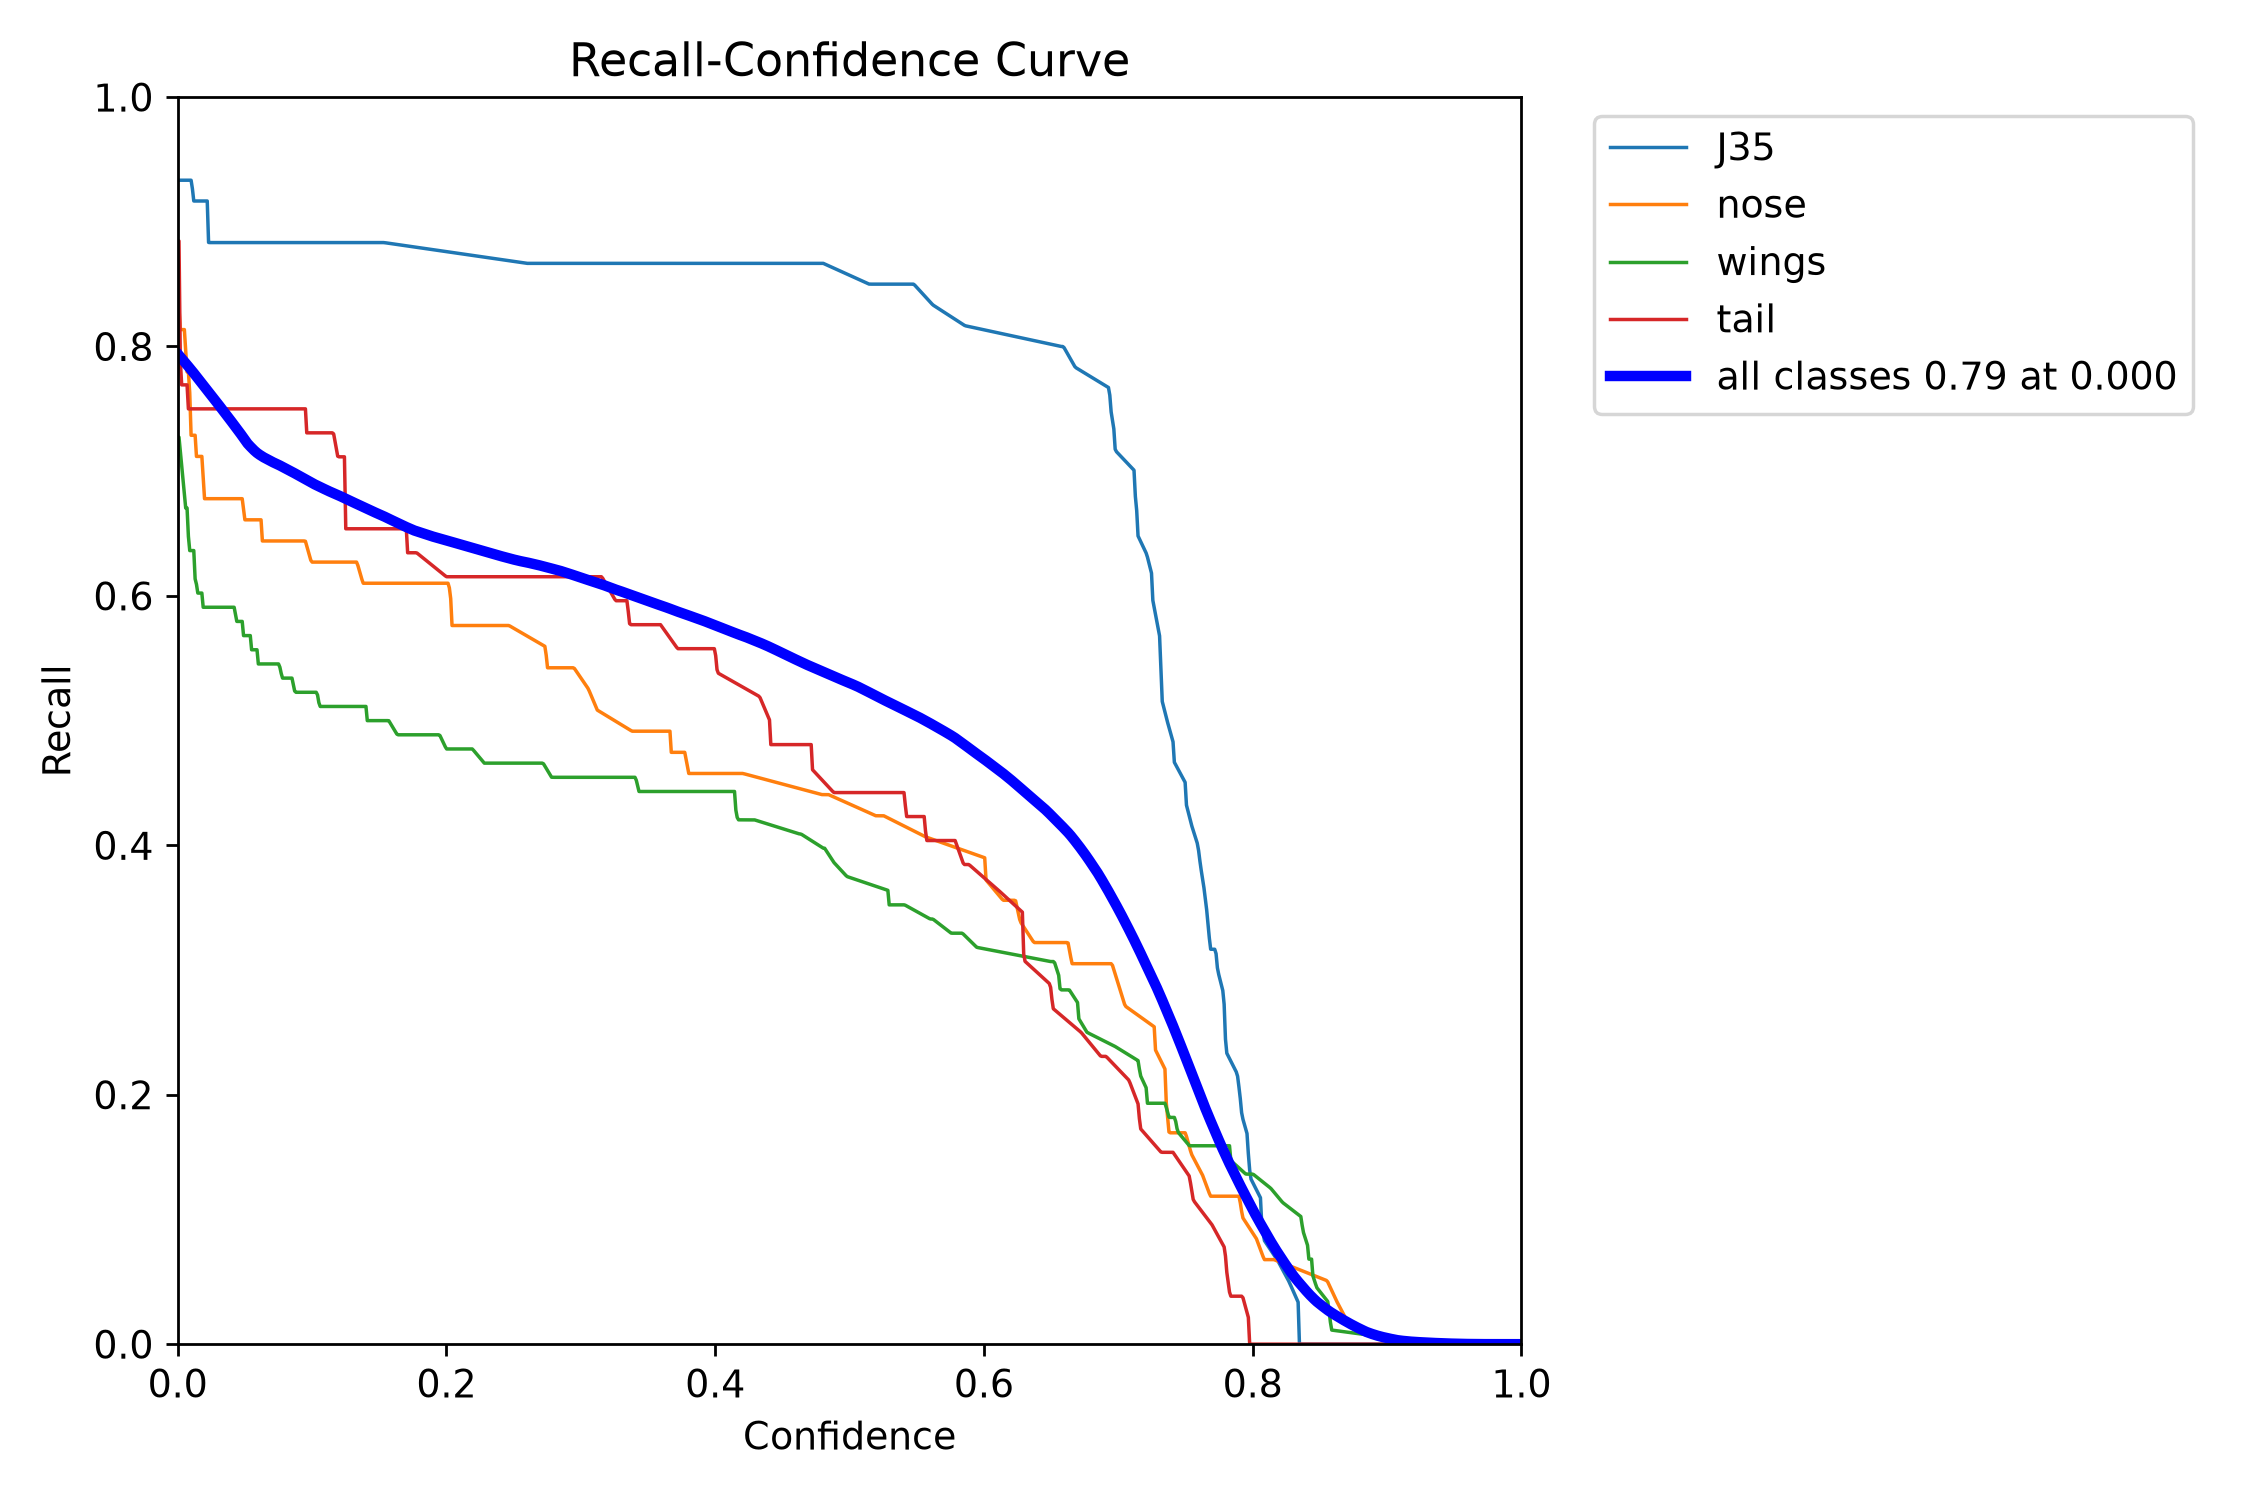 Recall-Confidence Curve
1.0
0.8
0.6
0.4
0.2
0.0
Recall
0.0 0.2 0.4 0.6 0.8 1.0
Confidence
J35
nose
wings
tail
all classes 0.79 at 0.000